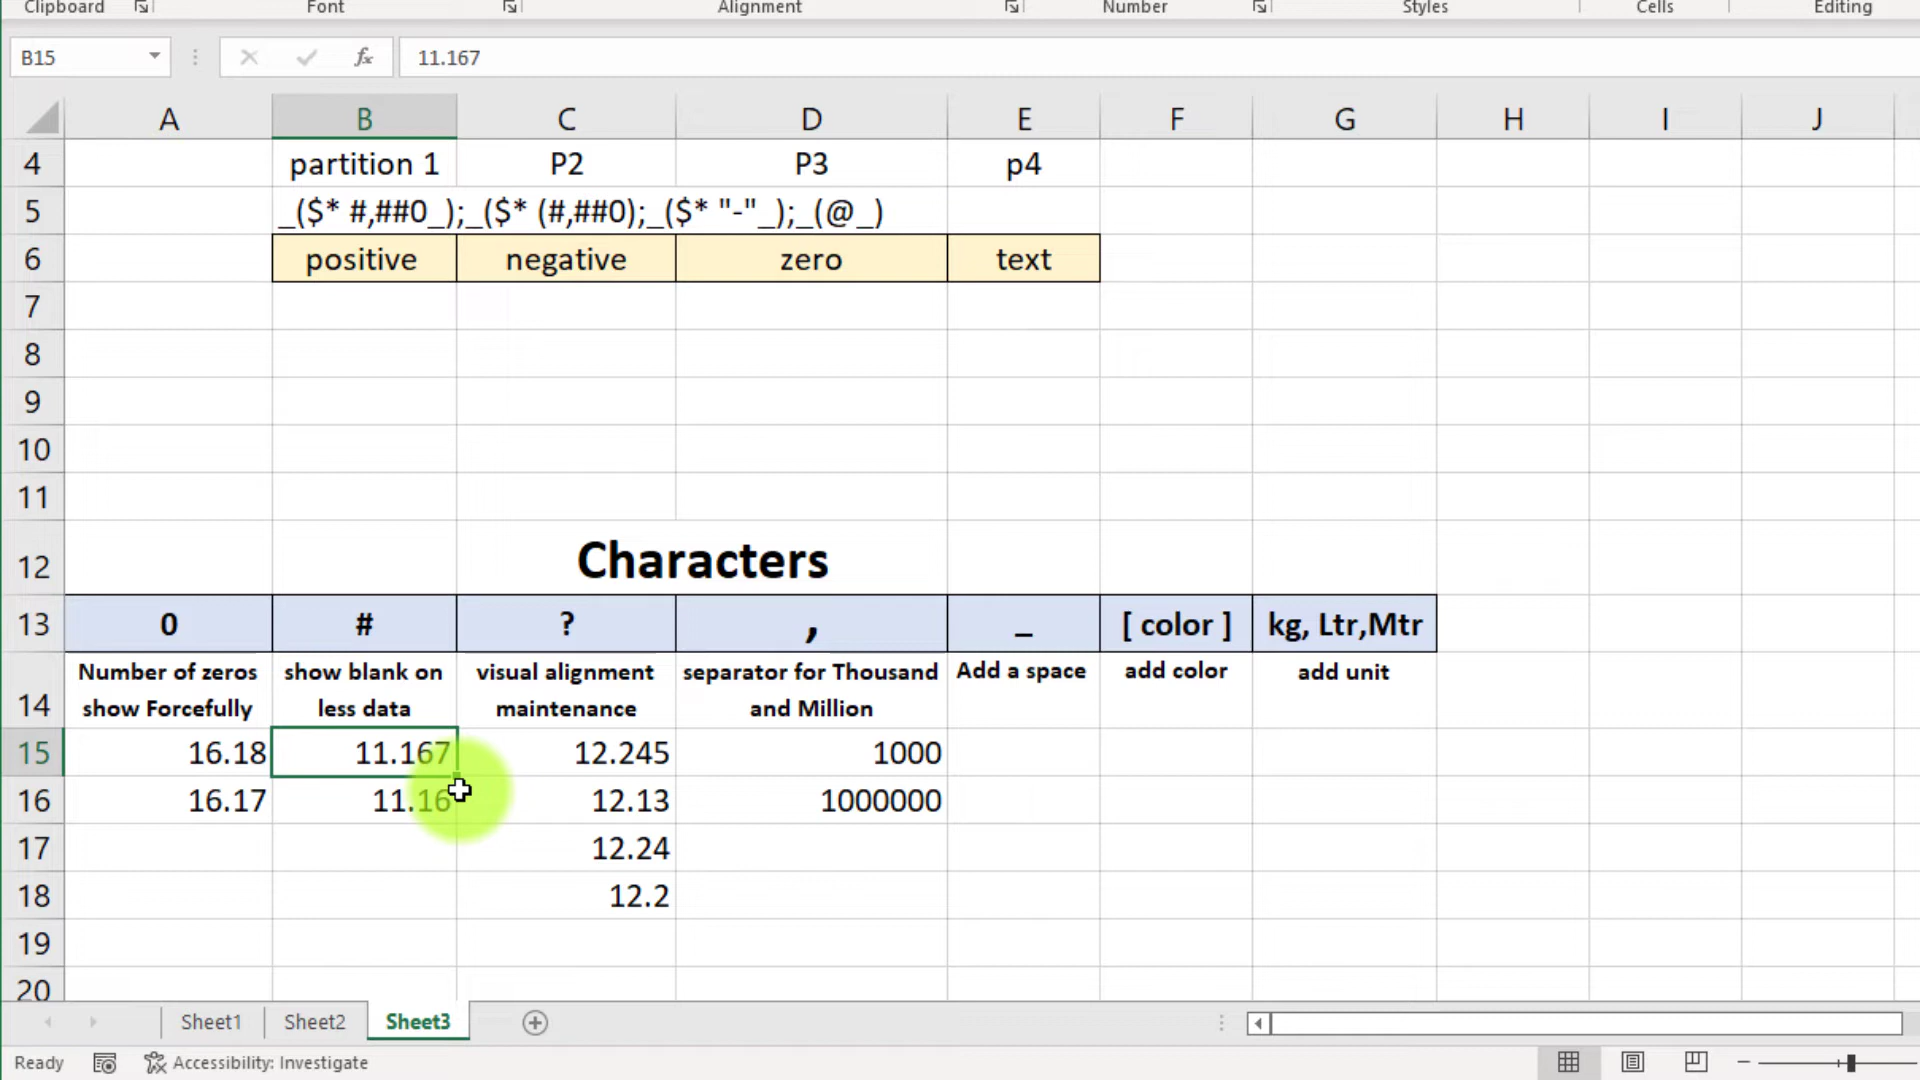 Clipboard Font Alignment Number Styles Cells Editing
B15 fx 11.167
A B C D E F G H I J
4 partition 1 P2 P3 p4
5 _($* #,##0_);_($* (#,##0);_($* "-"_);_(@_)
6 positive negative zero text
7
8
9
10
11
12 Characters
13 0 # ? , _ [ color ] kg, Ltr,Mtr
14 Number of zeros show Forcefully show blank on less data visual alignment maintenance separator for Thousand and Million Add a space add color add unit
15 16.18 11.167 12.245 1000
16 16.17 11.16 12.13 1000000
17 12.24
18 12.2
19
20
Sheet1 Sheet2 Sheet3
Ready Accessibility: Investigate